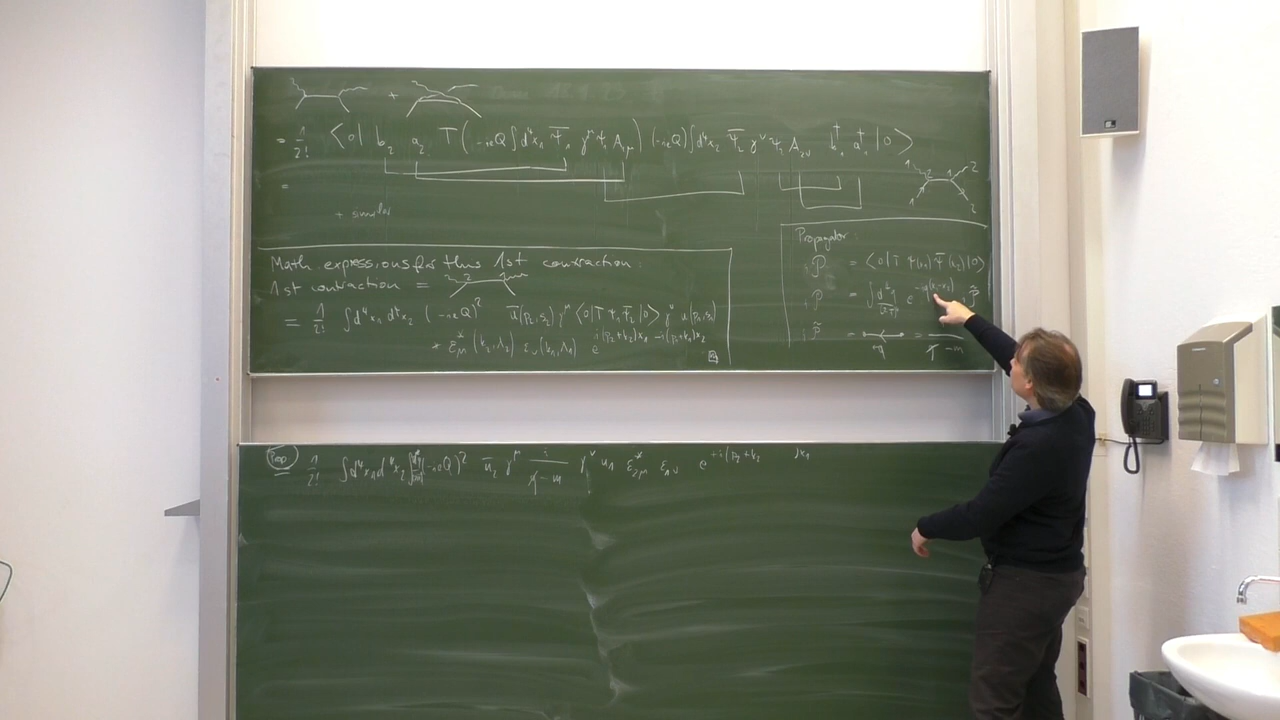 +
= 1/2! ⟨0| b₂ a₂ T ( -ieQ ∫d⁴x₁ Ψ̄₁ γ^μ Ψ₁ A₁μ ) (-ieQ) ∫d⁴x₂ Ψ̄₂ γ^ν Ψ₂ A₂ν b₁† a₁† |0⟩
=
+ similar
Math. expressions for this 1st contraction:
1st contraction =
= 1/2! ∫d⁴x₁ d⁴x₂ (-ieQ)² ū(p₂,s₂) γ^μ ⟨0|T Ψ₁ Ψ̄₂|0⟩ γ^ν u(p₁,s₁)
* ε*_μ(k₂,λ₂) ε_ν(k₁,λ₁) e^{i(p₂+k₂)x₁ - i(p₁+k₁)x₂}
Propagator:
P = ⟨0|T Ψ(x₁) Ψ̄(x₂)|0⟩
P = ∫ d⁴q/(2π)⁴ e^{-iq(x₁-x₂)} P̃
P̃ = = i/(q̸ - m)
Prop. 1/2! ∫d⁴x₁ d⁴x₂ ∫ d⁴q/(2π)⁴ (-ieQ)² ū₂ γ^μ i/(q̸ - m) γ^ν u₁ ε*₂μ ε₁ν e^{+i(p₂+k₂ )x₁}